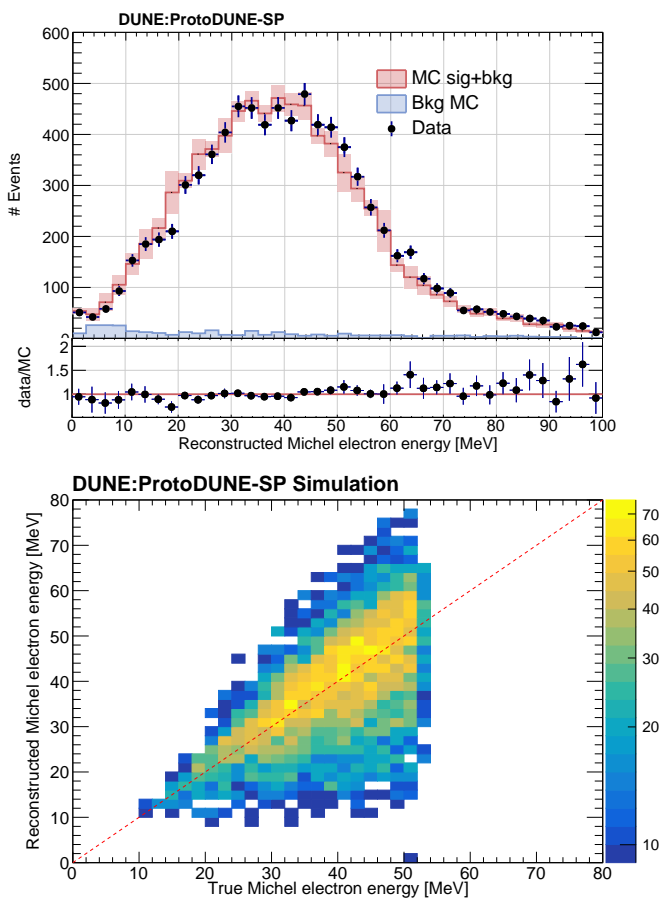 DUNE:ProtoDUNE-SP
600
500
400
300
200
100
0
# Events
MC sig+bkg
Bkg MC
Data
2
1.5
1
data/MC
0 10 20 30 40 50 60 70 80 90 100
Reconstructed Michel electron energy [MeV]
DUNE:ProtoDUNE-SP Simulation
80
70
60
50
40
30
20
10
0
Reconstructed Michel electron energy [MeV]
0 10 20 30 40 50 60 70 80
True Michel electron energy [MeV]
70
60
50
40
30
20
10